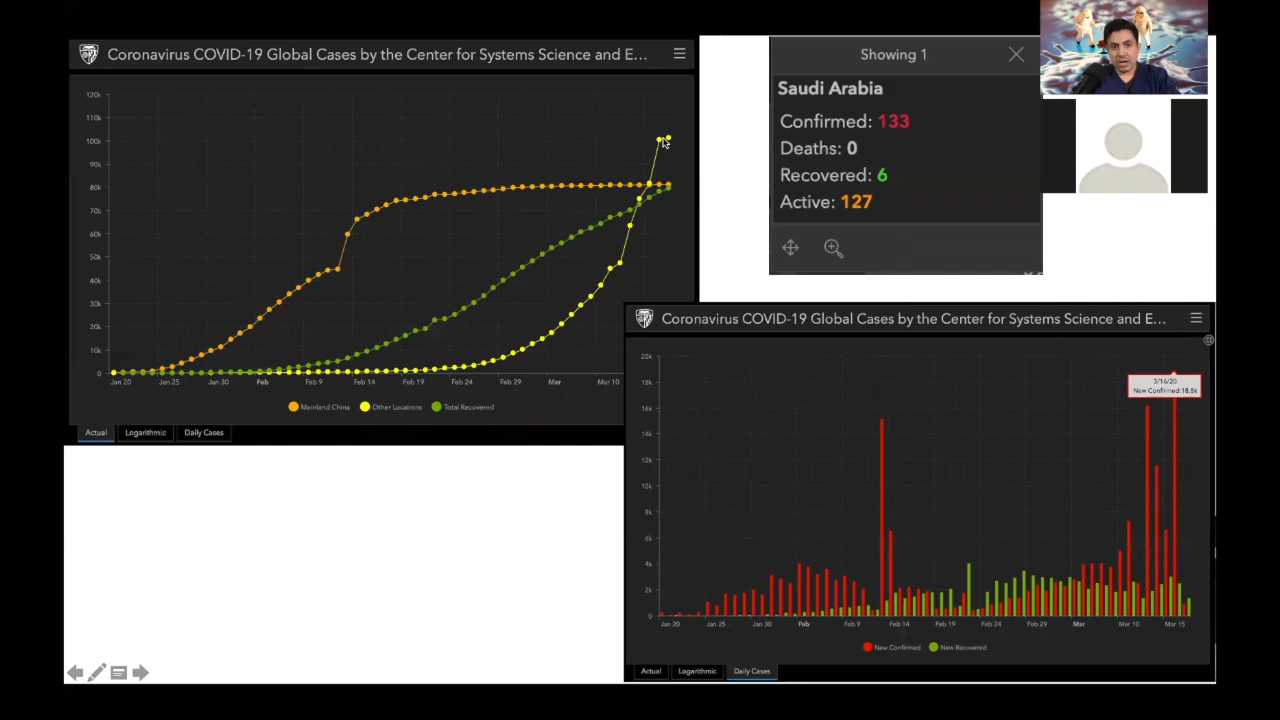 Coronavirus COVID-19 Global Cases by the Center for Systems Science and E...
120k
110k
100k
90k
80k
70k
60k
50k
40k
30k
20k
10k
0
Jan 20 Jan 25 Jan 30 Feb Feb 9 Feb 14 Feb 19 Feb 24 Feb 29 Mar Mar 10
Mainland China Other Locations Total Recovered
Actual Logarithmic Daily Cases
Showing 1
Saudi Arabia
Confirmed: 133
Deaths: 0
Recovered: 6
Active: 127
Coronavirus COVID-19 Global Cases by the Center for Systems Science and E...
20k
18k
3/16/20
New Confirmed:18.8k
16k
14k
12k
10k
8k
6k
4k
2k
0
Jan 20 Jan 25 Jan 30 Feb Feb 9 Feb 14 Feb 19 Feb 24 Feb 29 Mar Mar 10 Mar 15
New Confirmed New Recovered
Actual Logarithmic Daily Cases